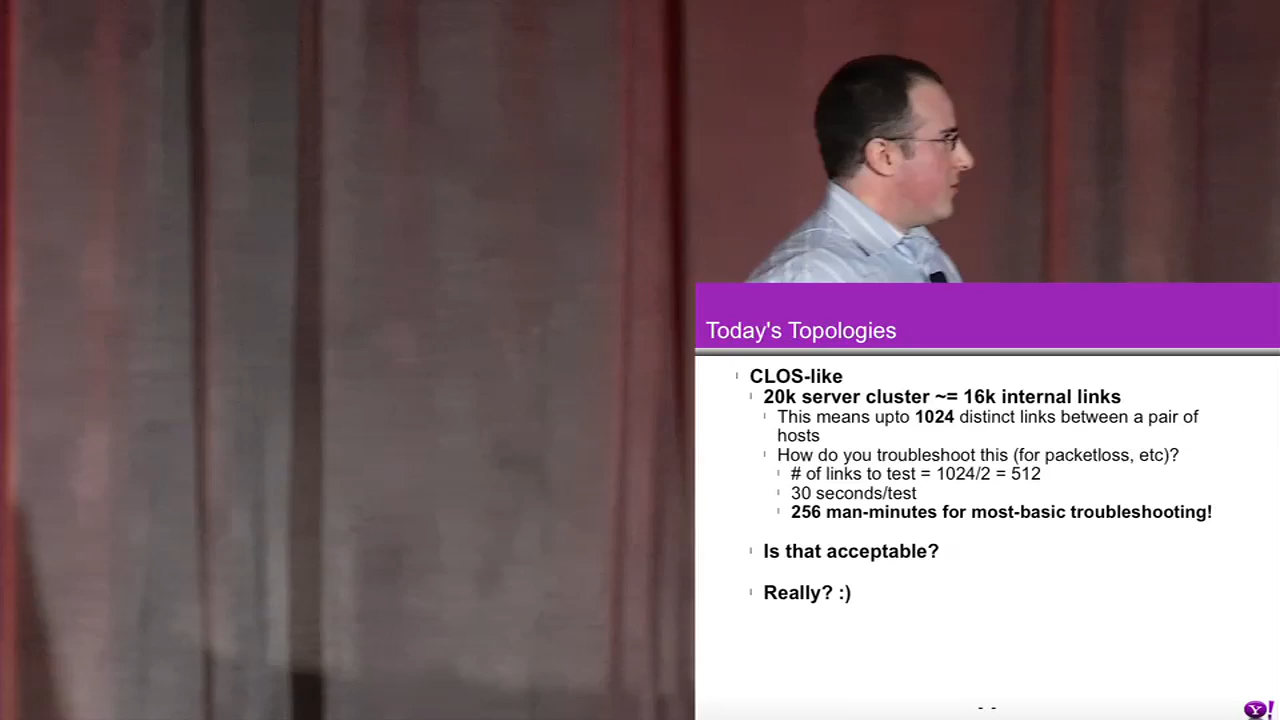 Today's Topologies
CLOS-like
20k server cluster ~= 16k internal links
This means upto 1024 distinct links between a pair of
hosts
How do you troubleshoot this (for packetloss, etc)?
# of links to test = 1024/2 = 512
30 seconds/test
256 man-minutes for most-basic troubleshooting!
Is that acceptable?
Really? :)
- -
Y!